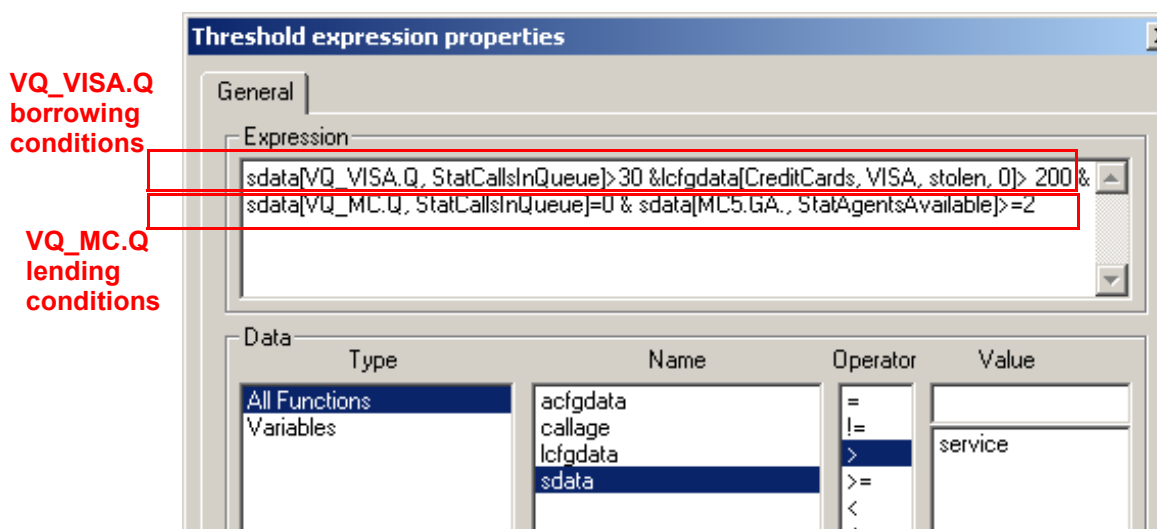 Threshold expression properties
VQ_VISA.Q
borrowing
conditions
General
Expression
sdata[VQ_VISA.Q, StatCallsInQueue]>30 &lcfgdata[CreditCards, VISA, stolen, 0]> 200 &
sdata[VQ_MC.Q, StatCallsInQueue]=0 & sdata[MC5.GA., StatAgentsAvailable]>=2
VQ_MC.Q
lending
conditions
Data
Type Name Operator Value
All Functions acfgdata =
Variables callage !=
lcfgdata > service
sdata >=
<